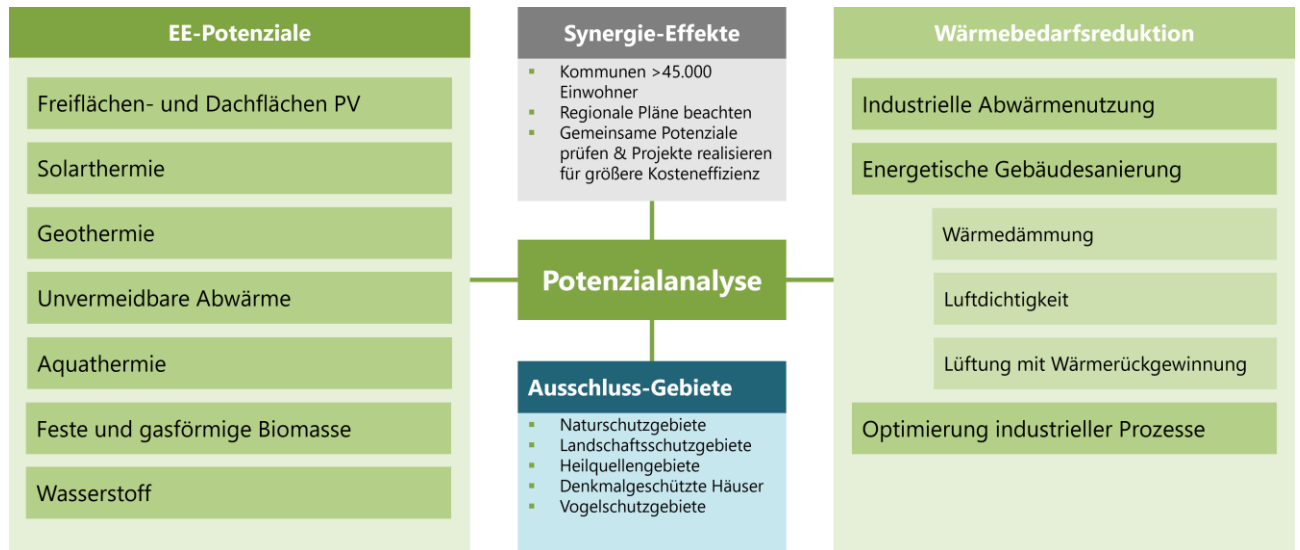 EE-Potenziale
Freiflächen- und Dachflächen PV
Solarthermie
Geothermie
Unvermeidbare Abwärme
Aquathermie
Feste und gasförmige Biomasse
Wasserstoff
Synergie-Effekte
▪ Kommunen >45.000
Einwohner
▪ Regionale Pläne beachten
▪ Gemeinsame Potenziale
prüfen & Projekte realisieren
für größere Kosteneffizienz
Potenzialanalyse
Ausschluss-Gebiete
▪ Naturschutzgebiete
▪ Landschaftsschutzgebiete
▪ Heilquellengebiete
▪ Denkmalgeschützte Häuser
▪ Vogelschutzgebiete
Wärmebedarfsreduktion
Industrielle Abwärmenutzung
Energetische Gebäudesanierung
Wärmedämmung
Luftdichtigkeit
Lüftung mit Wärmerückgewinnung
Optimierung industrieller Prozesse